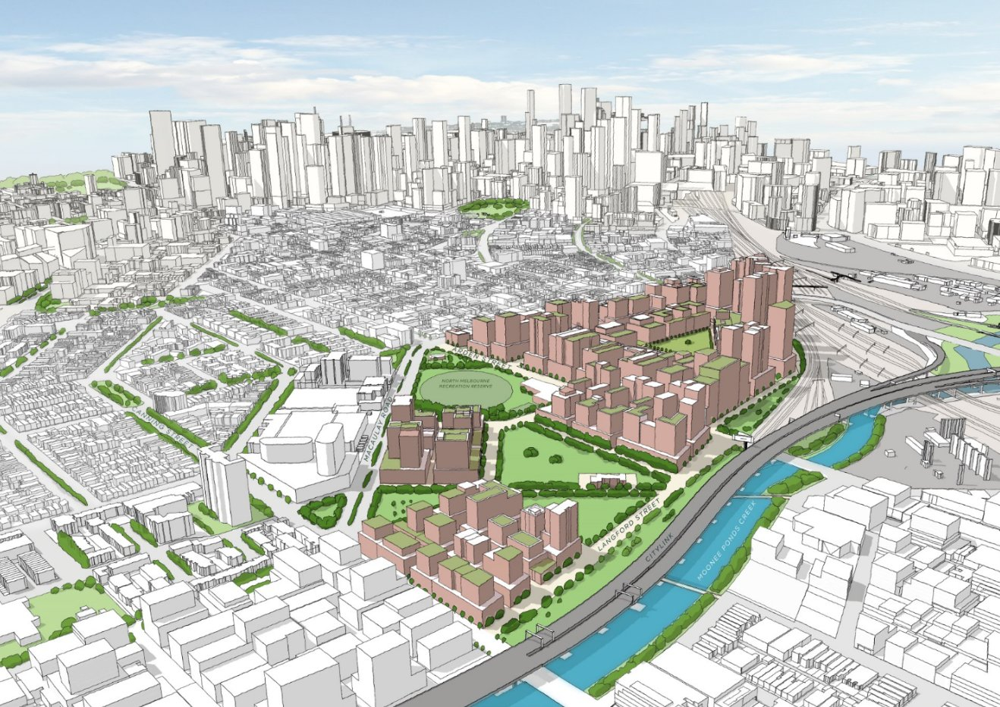 ARDEN STREET
NORTH MELBOURNE
RECREATION RESERVE
MACAULAY ROAD
CANNING STREET
LANGFORD STREET
CITYLINK
MOONEE PONDS CREEK